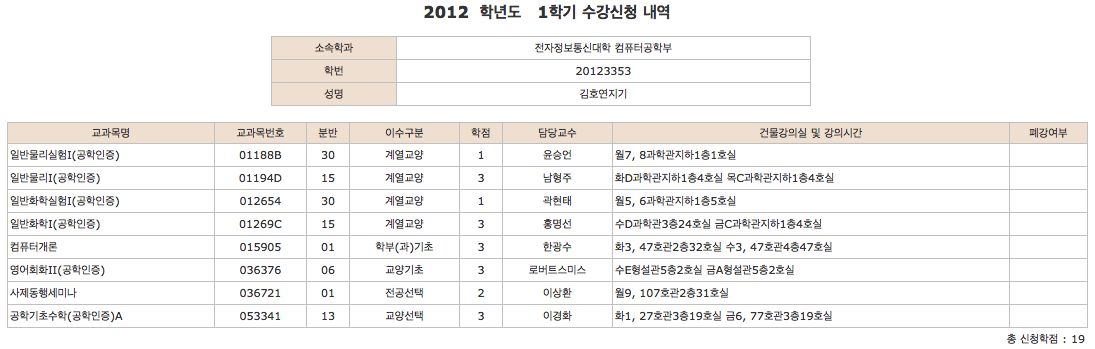 2012 학년도 1학기 수강신청 내역
소속학과 전자정보통신대학 컴퓨터공학부
학번 20123353
성명 김호연지기
교과목명 교과목번호 분반 이수구분 학점 담당교수 건물강의실 및 강의시간 폐강여부
일반물리실험I(공학인증) 01188B 30 계열교양 1 윤승언 월7, 8과학관지하1층1호실
일반물리I(공학인증) 01194D 15 계열교양 3 남형주 화D과학관지하1층4호실 목C과학관지하1층4호실
일반화학실험I(공학인증) 012654 30 계열교양 1 곽현태 월5, 6과학관지하1층5호실
일반화학I(공학인증) 01269C 15 계열교양 3 홍명선 수D과학관3층24호실 금C과학관지하1층4호실
컴퓨터개론 015905 01 학부(과)기초 3 한광수 화3, 47호관2층32호실 수3, 47호관4층47호실
영어회화II(공학인증) 036376 06 교양기초 3 로버트스미스 수E형설관5층2호실 금A형설관5층2호실
사제동행세미나 036721 01 전공선택 2 이상환 월9, 107호관2층31호실
공학기초수학(공학인증)A 053341 13 교양선택 3 이경화 화1, 27호관3층19호실 금6, 77호관3층19호실
총 신청학점 : 19